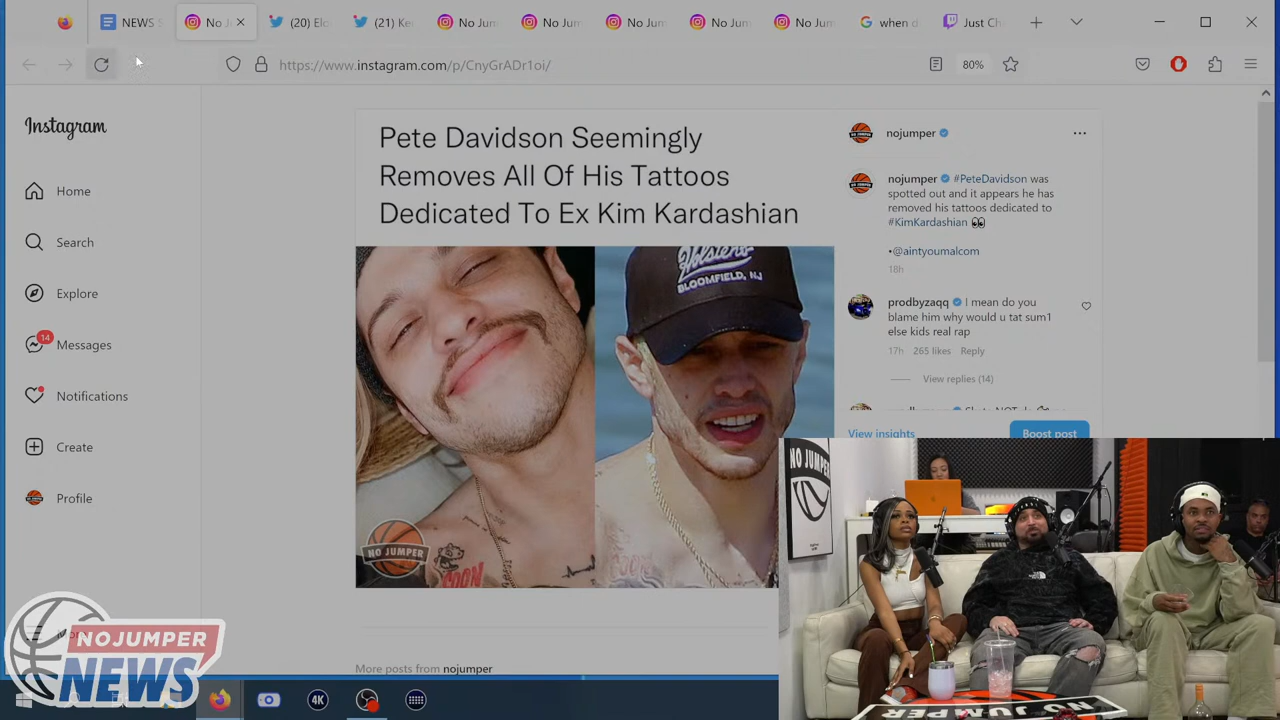 NEWS S
No J
(20) Elo
(21) Ke
No Jum
No Jum
No Jum
No Jum
No Jum
when d
Just Ch
https://www.instagram.com/p/CnyGrADr1oi/
80%
Instagram
Home
Search
Explore
14
Messages
Notifications
Create
Profile
Pete Davidson Seemingly
Removes All Of His Tattoos
Dedicated To Ex Kim Kardashian
Holsten's
BLOOMFIELD, NJ
NO JUMPER
nojumper
nojumper #PeteDavidson was
spotted out and it appears he has
removed his tattoos dedicated to
#KimKardashian 👀
•@aintyoumalcom
18h
prodbyzaqq I mean do you
blame him why would u tat sum1
else kids real rap
17h 265 likes Reply
View replies (14)
View insights
Boost post
More posts from nojumper
NO JUMPER
NO JUMPER
NOJUMPER
NEWS
4K